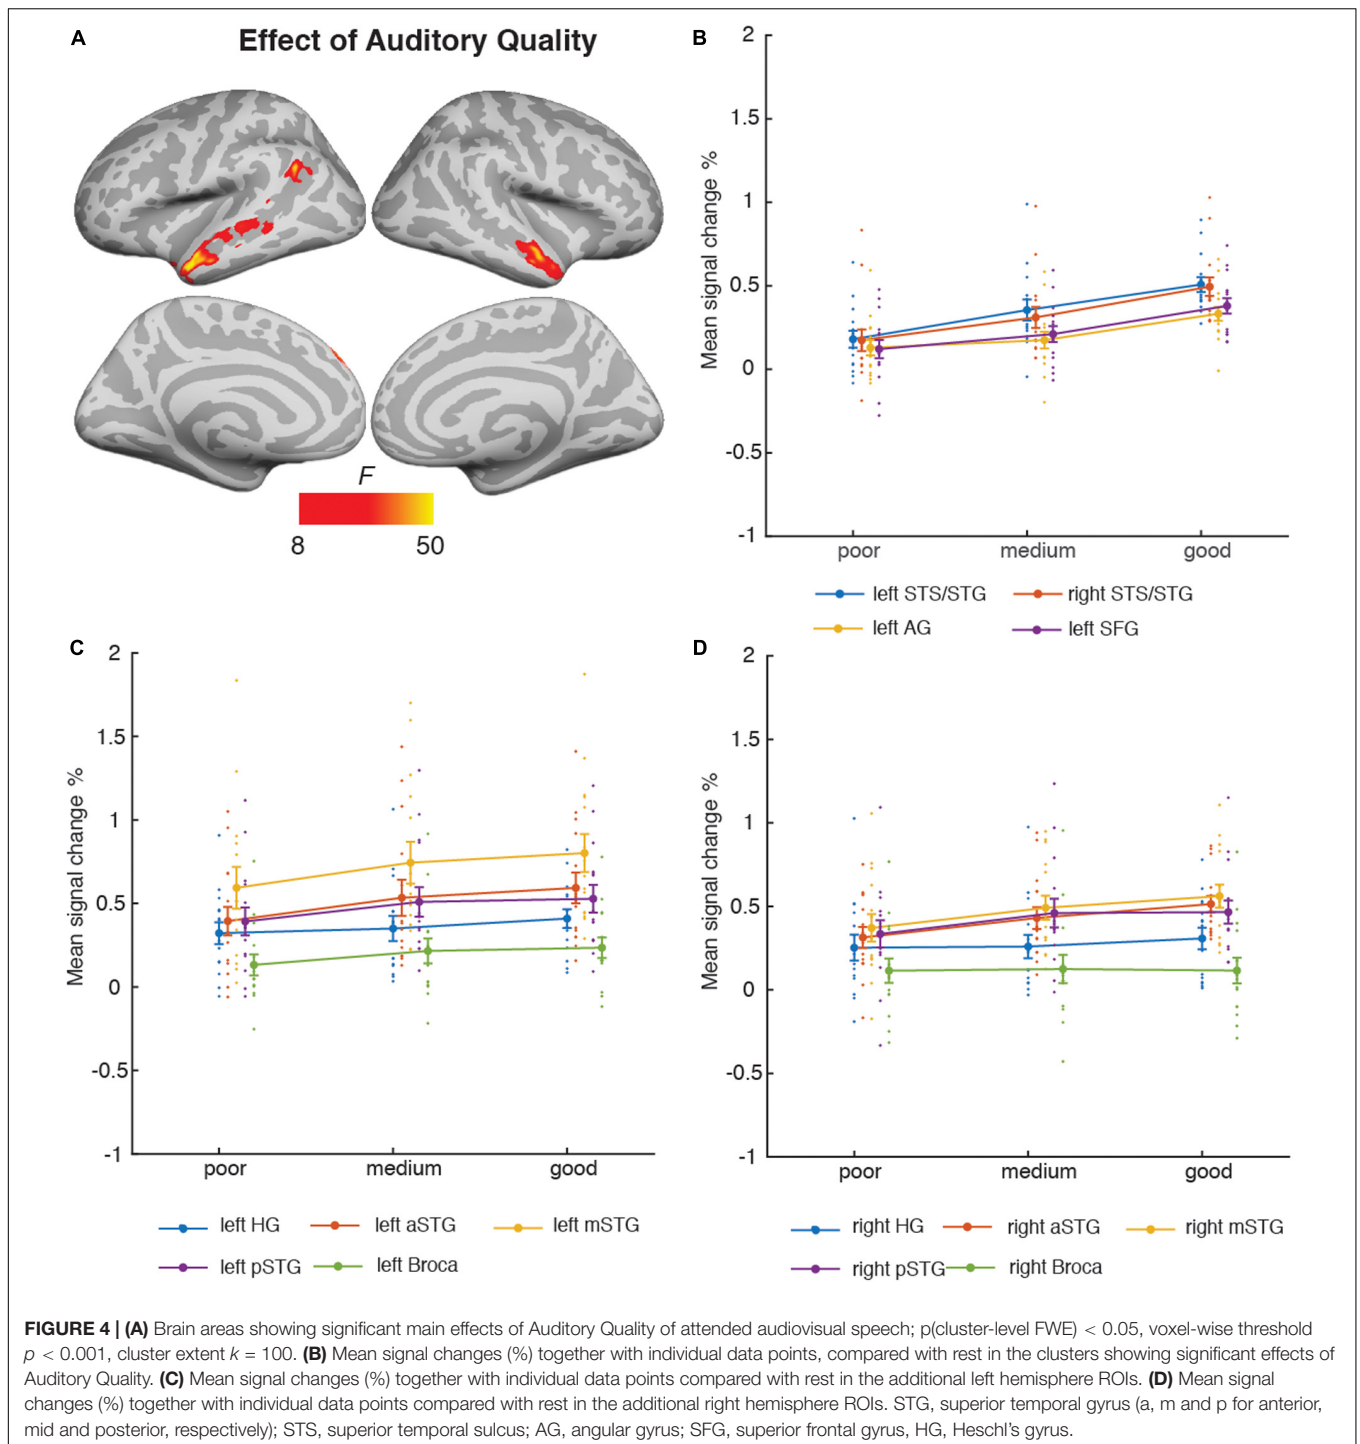 A
Effect of Auditory Quality
F
8 50
B
Mean signal change %
2
1.5
1
0.5
0
-0.5
-1
poor medium good
left STS/STG right STS/STG
left AG left SFG
C
Mean signal change %
2
1.5
1
0.5
0
-0.5
-1
poor medium good
left HG left aSTG left mSTG
left pSTG left Broca
D
Mean signal change %
2
1.5
1
0.5
0
-0.5
-1
poor medium good
right HG right aSTG right mSTG
right pSTG right Broca
FIGURE 4 | (A) Brain areas showing significant main effects of Auditory Quality of attended audiovisual speech; p(cluster-level FWE) < 0.05, voxel-wise threshold
p < 0.001, cluster extent k = 100. (B) Mean signal changes (%) together with individual data points, compared with rest in the clusters showing significant effects of
Auditory Quality. (C) Mean signal changes (%) together with individual data points compared with rest in the additional left hemisphere ROIs. (D) Mean signal
changes (%) together with individual data points compared with rest in the additional right hemisphere ROIs. STG, superior temporal gyrus (a, m and p for anterior,
mid and posterior, respectively); STS, superior temporal sulcus; AG, angular gyrus; SFG, superior frontal gyrus, HG, Heschl's gyrus.